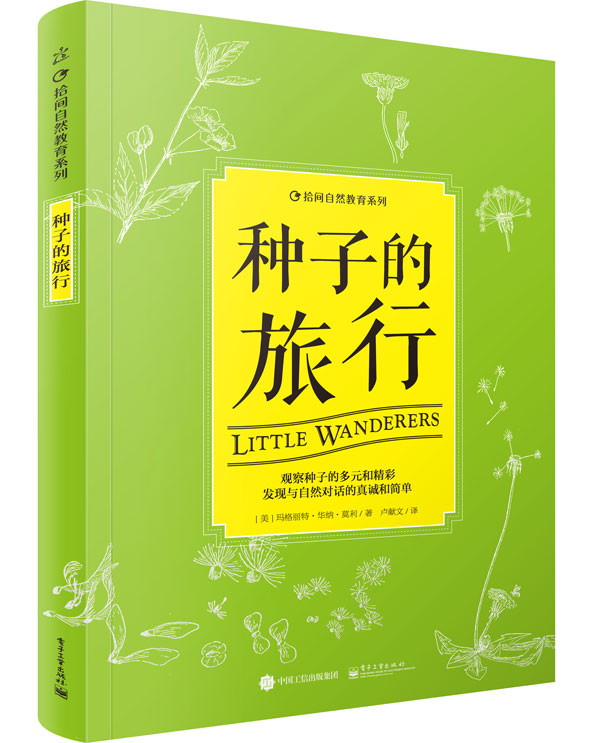 拾间自然教育系列
种子的旅行
电子工业出版社
拾间自然教育系列
种子的
旅行
LITTLE WANDERERS
观察种子的多元和精彩
发现与自然对话的真诚和简单
[美]玛格丽特·华纳·莫利/著 卢献文/译
中国工信出版集团
电子工业出版社